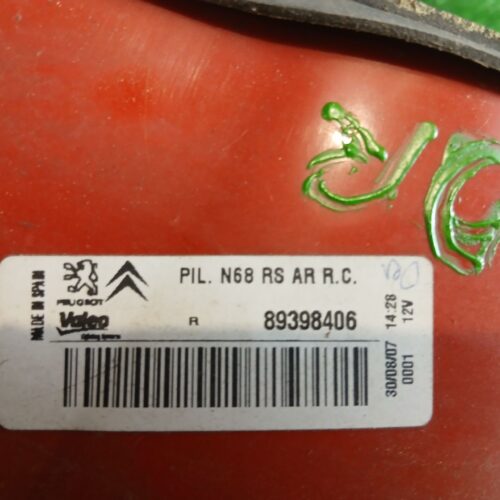 MADE IN SPAIN
PEUGEOT
Valeo
PIL. N68 RS AR R.C.
R 89398406
30/08/07 14:28
0001 12V